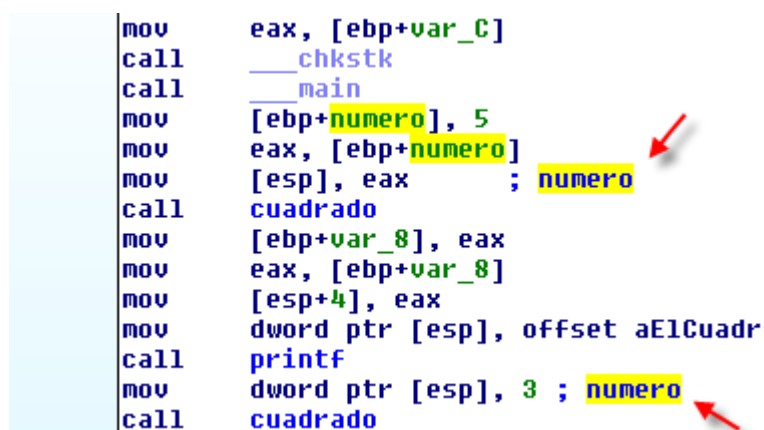 mov eax, [ebp+var_C]
call ___chkstk
call ___main
mov [ebp+numero], 5
mov eax, [ebp+numero]
mov [esp], eax ; numero
call cuadrado
mov [ebp+var_8], eax
mov eax, [ebp+var_8]
mov [esp+4], eax
mov dword ptr [esp], offset aElCuadr
call printf
mov dword ptr [esp], 3 ; numero
call cuadrado